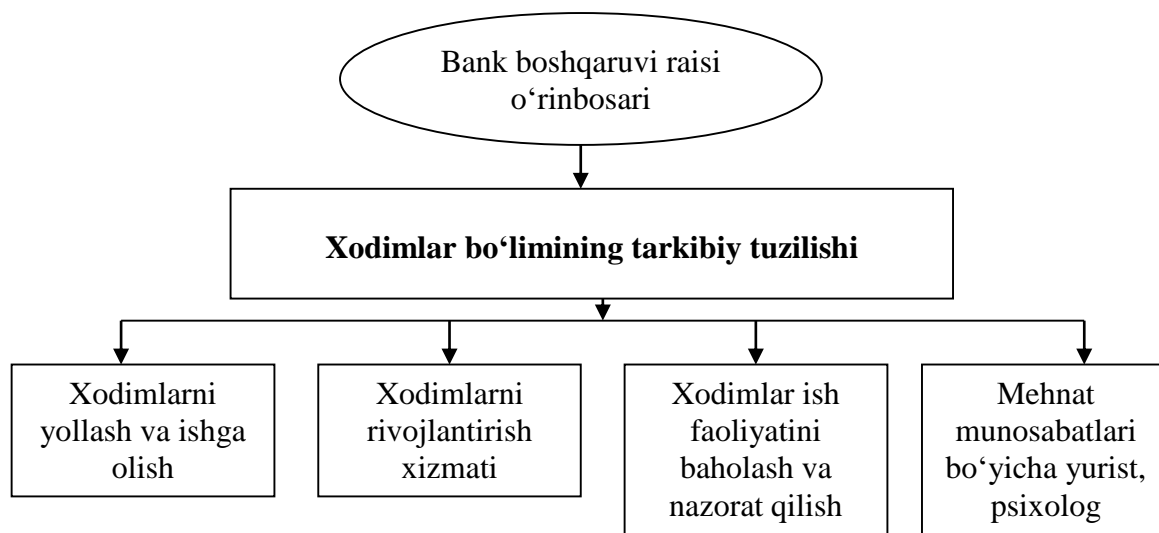 Bank boshqaruvi raisi
o‘rinbosari
Xodimlar bo‘limining tarkibiy tuzilishi
Xodimlarni
yollash va ishga
olish
Xodimlarni
rivojlantirish
xizmati
Xodimlar ish
faoliyatini
baholash va
nazorat qilish
Mehnat
munosabatlari
bo‘yicha yurist,
psixolog